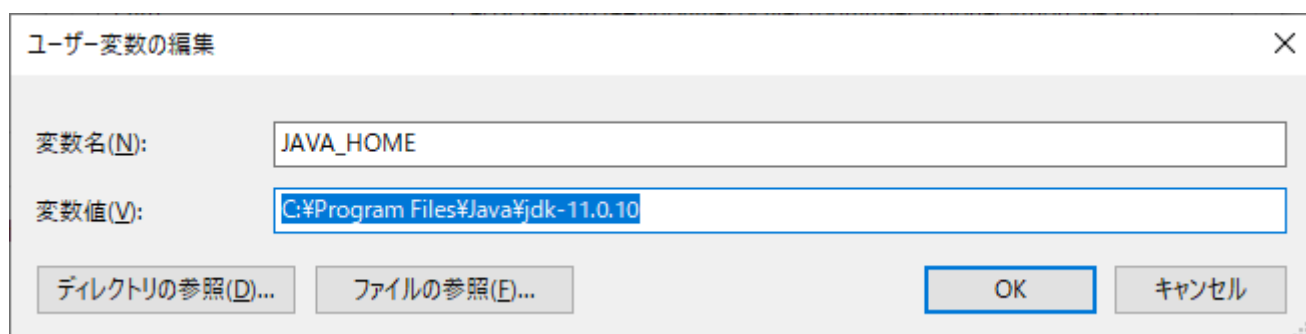 ユーザー変数の編集
変数名(N):
JAVA_HOME
変数値(V):
C:¥Program Files¥Java¥jdk-11.0.10
ディレクトリの参照(D)...
ファイルの参照(F)...
OK
キャンセル